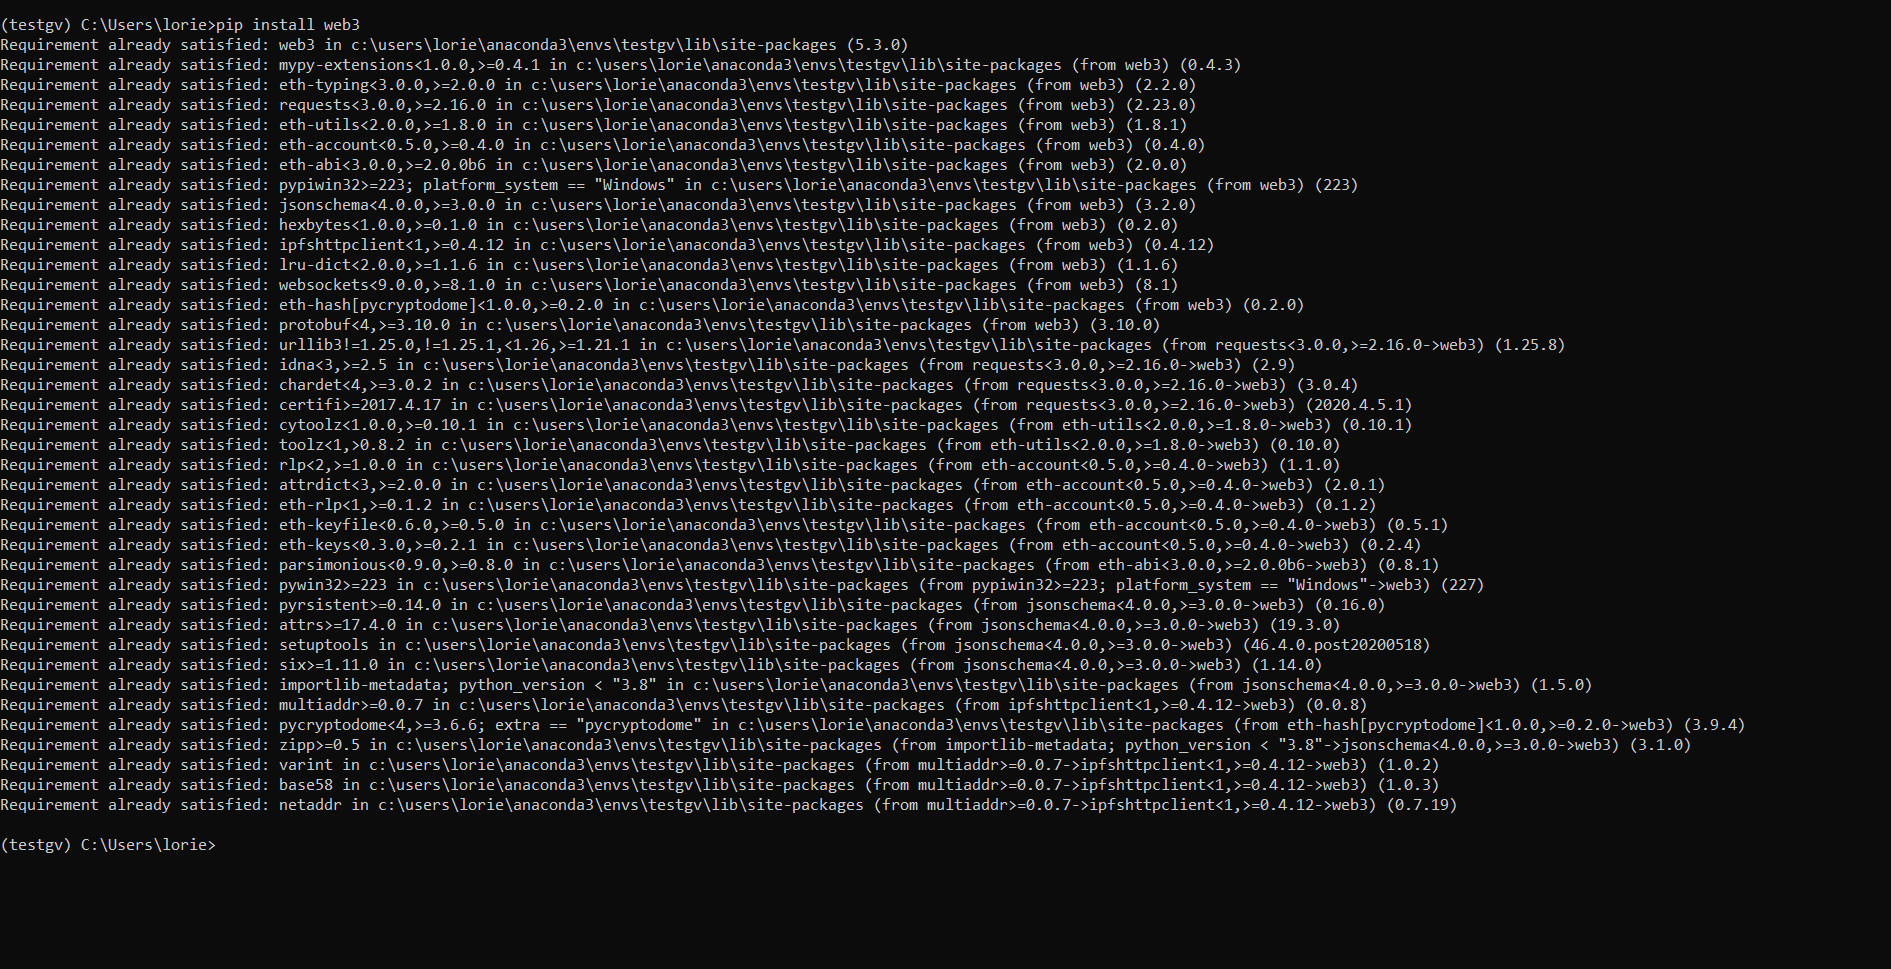 (testgv) C:\Users\lorie>pip install web3
Requirement already satisfied: web3 in c:\users\lorie\anaconda3\envs\testgv\lib\site-packages (5.3.0)
Requirement already satisfied: mypy-extensions<1.0.0,>=0.4.1 in c:\users\lorie\anaconda3\envs\testgv\lib\site-packages (from web3) (0.4.3)
Requirement already satisfied: eth-typing<3.0.0,>=2.0.0 in c:\users\lorie\anaconda3\envs\testgv\lib\site-packages (from web3) (2.2.0)
Requirement already satisfied: requests<3.0.0,>=2.16.0 in c:\users\lorie\anaconda3\envs\testgv\lib\site-packages (from web3) (2.23.0)
Requirement already satisfied: eth-utils<2.0.0,>=1.8.0 in c:\users\lorie\anaconda3\envs\testgv\lib\site-packages (from web3) (1.8.1)
Requirement already satisfied: eth-account<0.5.0,>=0.4.0 in c:\users\lorie\anaconda3\envs\testgv\lib\site-packages (from web3) (0.4.0)
Requirement already satisfied: eth-abi<3.0.0,>=2.0.0b6 in c:\users\lorie\anaconda3\envs\testgv\lib\site-packages (from web3) (2.0.0)
Requirement already satisfied: pypiwin32>=223; platform_system == "Windows" in c:\users\lorie\anaconda3\envs\testgv\lib\site-packages (from web3) (223)
Requirement already satisfied: jsonschema<4.0.0,>=3.0.0 in c:\users\lorie\anaconda3\envs\testgv\lib\site-packages (from web3) (3.2.0)
Requirement already satisfied: hexbytes<1.0.0,>=0.1.0 in c:\users\lorie\anaconda3\envs\testgv\lib\site-packages (from web3) (0.2.0)
Requirement already satisfied: ipfshttpclient<1,>=0.4.12 in c:\users\lorie\anaconda3\envs\testgv\lib\site-packages (from web3) (0.4.12)
Requirement already satisfied: lru-dict<2.0.0,>=1.1.6 in c:\users\lorie\anaconda3\envs\testgv\lib\site-packages (from web3) (1.1.6)
Requirement already satisfied: websockets<9.0.0,>=8.1.0 in c:\users\lorie\anaconda3\envs\testgv\lib\site-packages (from web3) (8.1)
Requirement already satisfied: eth-hash[pycryptodome]<1.0.0,>=0.2.0 in c:\users\lorie\anaconda3\envs\testgv\lib\site-packages (from web3) (0.2.0)
Requirement already satisfied: protobuf<4,>=3.10.0 in c:\users\lorie\anaconda3\envs\testgv\lib\site-packages (from web3) (3.10.0)
Requirement already satisfied: urllib3!=1.25.0,!=1.25.1,<1.26,>=1.21.1 in c:\users\lorie\anaconda3\envs\testgv\lib\site-packages (from requests<3.0.0,>=2.16.0->web3) (1.25.8)
Requirement already satisfied: idna<3,>=2.5 in c:\users\lorie\anaconda3\envs\testgv\lib\site-packages (from requests<3.0.0,>=2.16.0->web3) (2.9)
Requirement already satisfied: chardet<4,>=3.0.2 in c:\users\lorie\anaconda3\envs\testgv\lib\site-packages (from requests<3.0.0,>=2.16.0->web3) (3.0.4)
Requirement already satisfied: certifi>=2017.4.17 in c:\users\lorie\anaconda3\envs\testgv\lib\site-packages (from requests<3.0.0,>=2.16.0->web3) (2020.4.5.1)
Requirement already satisfied: cytoolz<1.0.0,>=0.10.1 in c:\users\lorie\anaconda3\envs\testgv\lib\site-packages (from eth-utils<2.0.0,>=1.8.0->web3) (0.10.1)
Requirement already satisfied: toolz<1,>0.8.2 in c:\users\lorie\anaconda3\envs\testgv\lib\site-packages (from eth-utils<2.0.0,>=1.8.0->web3) (0.10.0)
Requirement already satisfied: rlp<2,>=1.0.0 in c:\users\lorie\anaconda3\envs\testgv\lib\site-packages (from eth-account<0.5.0,>=0.4.0->web3) (1.1.0)
Requirement already satisfied: attrdict<3,>=2.0.0 in c:\users\lorie\anaconda3\envs\testgv\lib\site-packages (from eth-account<0.5.0,>=0.4.0->web3) (2.0.1)
Requirement already satisfied: eth-rlp<1,>=0.1.2 in c:\users\lorie\anaconda3\envs\testgv\lib\site-packages (from eth-account<0.5.0,>=0.4.0->web3) (0.1.2)
Requirement already satisfied: eth-keyfile<0.6.0,>=0.5.0 in c:\users\lorie\anaconda3\envs\testgv\lib\site-packages (from eth-account<0.5.0,>=0.4.0->web3) (0.5.1)
Requirement already satisfied: eth-keys<0.3.0,>=0.2.1 in c:\users\lorie\anaconda3\envs\testgv\lib\site-packages (from eth-account<0.5.0,>=0.4.0->web3) (0.2.4)
Requirement already satisfied: parsimonious<0.9.0,>=0.8.0 in c:\users\lorie\anaconda3\envs\testgv\lib\site-packages (from eth-abi<3.0.0,>=2.0.0b6->web3) (0.8.1)
Requirement already satisfied: pywin32>=223 in c:\users\lorie\anaconda3\envs\testgv\lib\site-packages (from pypiwin32>=223; platform_system == "Windows"->web3) (227)
Requirement already satisfied: pyrsistent>=0.14.0 in c:\users\lorie\anaconda3\envs\testgv\lib\site-packages (from jsonschema<4.0.0,>=3.0.0->web3) (0.16.0)
Requirement already satisfied: attrs>=17.4.0 in c:\users\lorie\anaconda3\envs\testgv\lib\site-packages (from jsonschema<4.0.0,>=3.0.0->web3) (19.3.0)
Requirement already satisfied: setuptools in c:\users\lorie\anaconda3\envs\testgv\lib\site-packages (from jsonschema<4.0.0,>=3.0.0->web3) (46.4.0.post20200518)
Requirement already satisfied: six>=1.11.0 in c:\users\lorie\anaconda3\envs\testgv\lib\site-packages (from jsonschema<4.0.0,>=3.0.0->web3) (1.14.0)
Requirement already satisfied: importlib-metadata; python_version < "3.8" in c:\users\lorie\anaconda3\envs\testgv\lib\site-packages (from jsonschema<4.0.0,>=3.0.0->web3) (1.5.0)
Requirement already satisfied: multiaddr>=0.0.7 in c:\users\lorie\anaconda3\envs\testgv\lib\site-packages (from ipfshttpclient<1,>=0.4.12->web3) (0.0.8)
Requirement already satisfied: pycryptodome<4,>=3.6.6; extra == "pycryptodome" in c:\users\lorie\anaconda3\envs\testgv\lib\site-packages (from eth-hash[pycryptodome]<1.0.0,>=0.2.0->web3) (3.9.4)
Requirement already satisfied: zipp>=0.5 in c:\users\lorie\anaconda3\envs\testgv\lib\site-packages (from importlib-metadata; python_version < "3.8"->jsonschema<4.0.0,>=3.0.0->web3) (3.1.0)
Requirement already satisfied: varint in c:\users\lorie\anaconda3\envs\testgv\lib\site-packages (from multiaddr>=0.0.7->ipfshttpclient<1,>=0.4.12->web3) (1.0.2)
Requirement already satisfied: base58 in c:\users\lorie\anaconda3\envs\testgv\lib\site-packages (from multiaddr>=0.0.7->ipfshttpclient<1,>=0.4.12->web3) (1.0.3)
Requirement already satisfied: netaddr in c:\users\lorie\anaconda3\envs\testgv\lib\site-packages (from multiaddr>=0.0.7->ipfshttpclient<1,>=0.4.12->web3) (0.7.19)
(testgv) C:\Users\lorie>